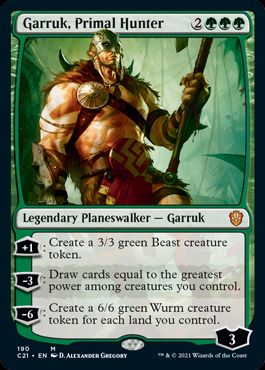 Garruk, Primal Hunter 2
Legendary Planeswalker — Garruk
+1: Create a 3/3 green Beast creature
token.
-3: Draw cards equal to the greatest
power among creatures you control.
-6: Create a 6/6 green Wurm creature
token for each land you control.
3
190 M
C21 • EN D. ALEXANDER GREGORY ™ & © 2021 Wizards of the Coast